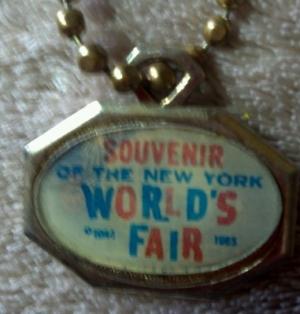 SOUVENIR
OF THE NEW YORK
WORLD'S
FAIR